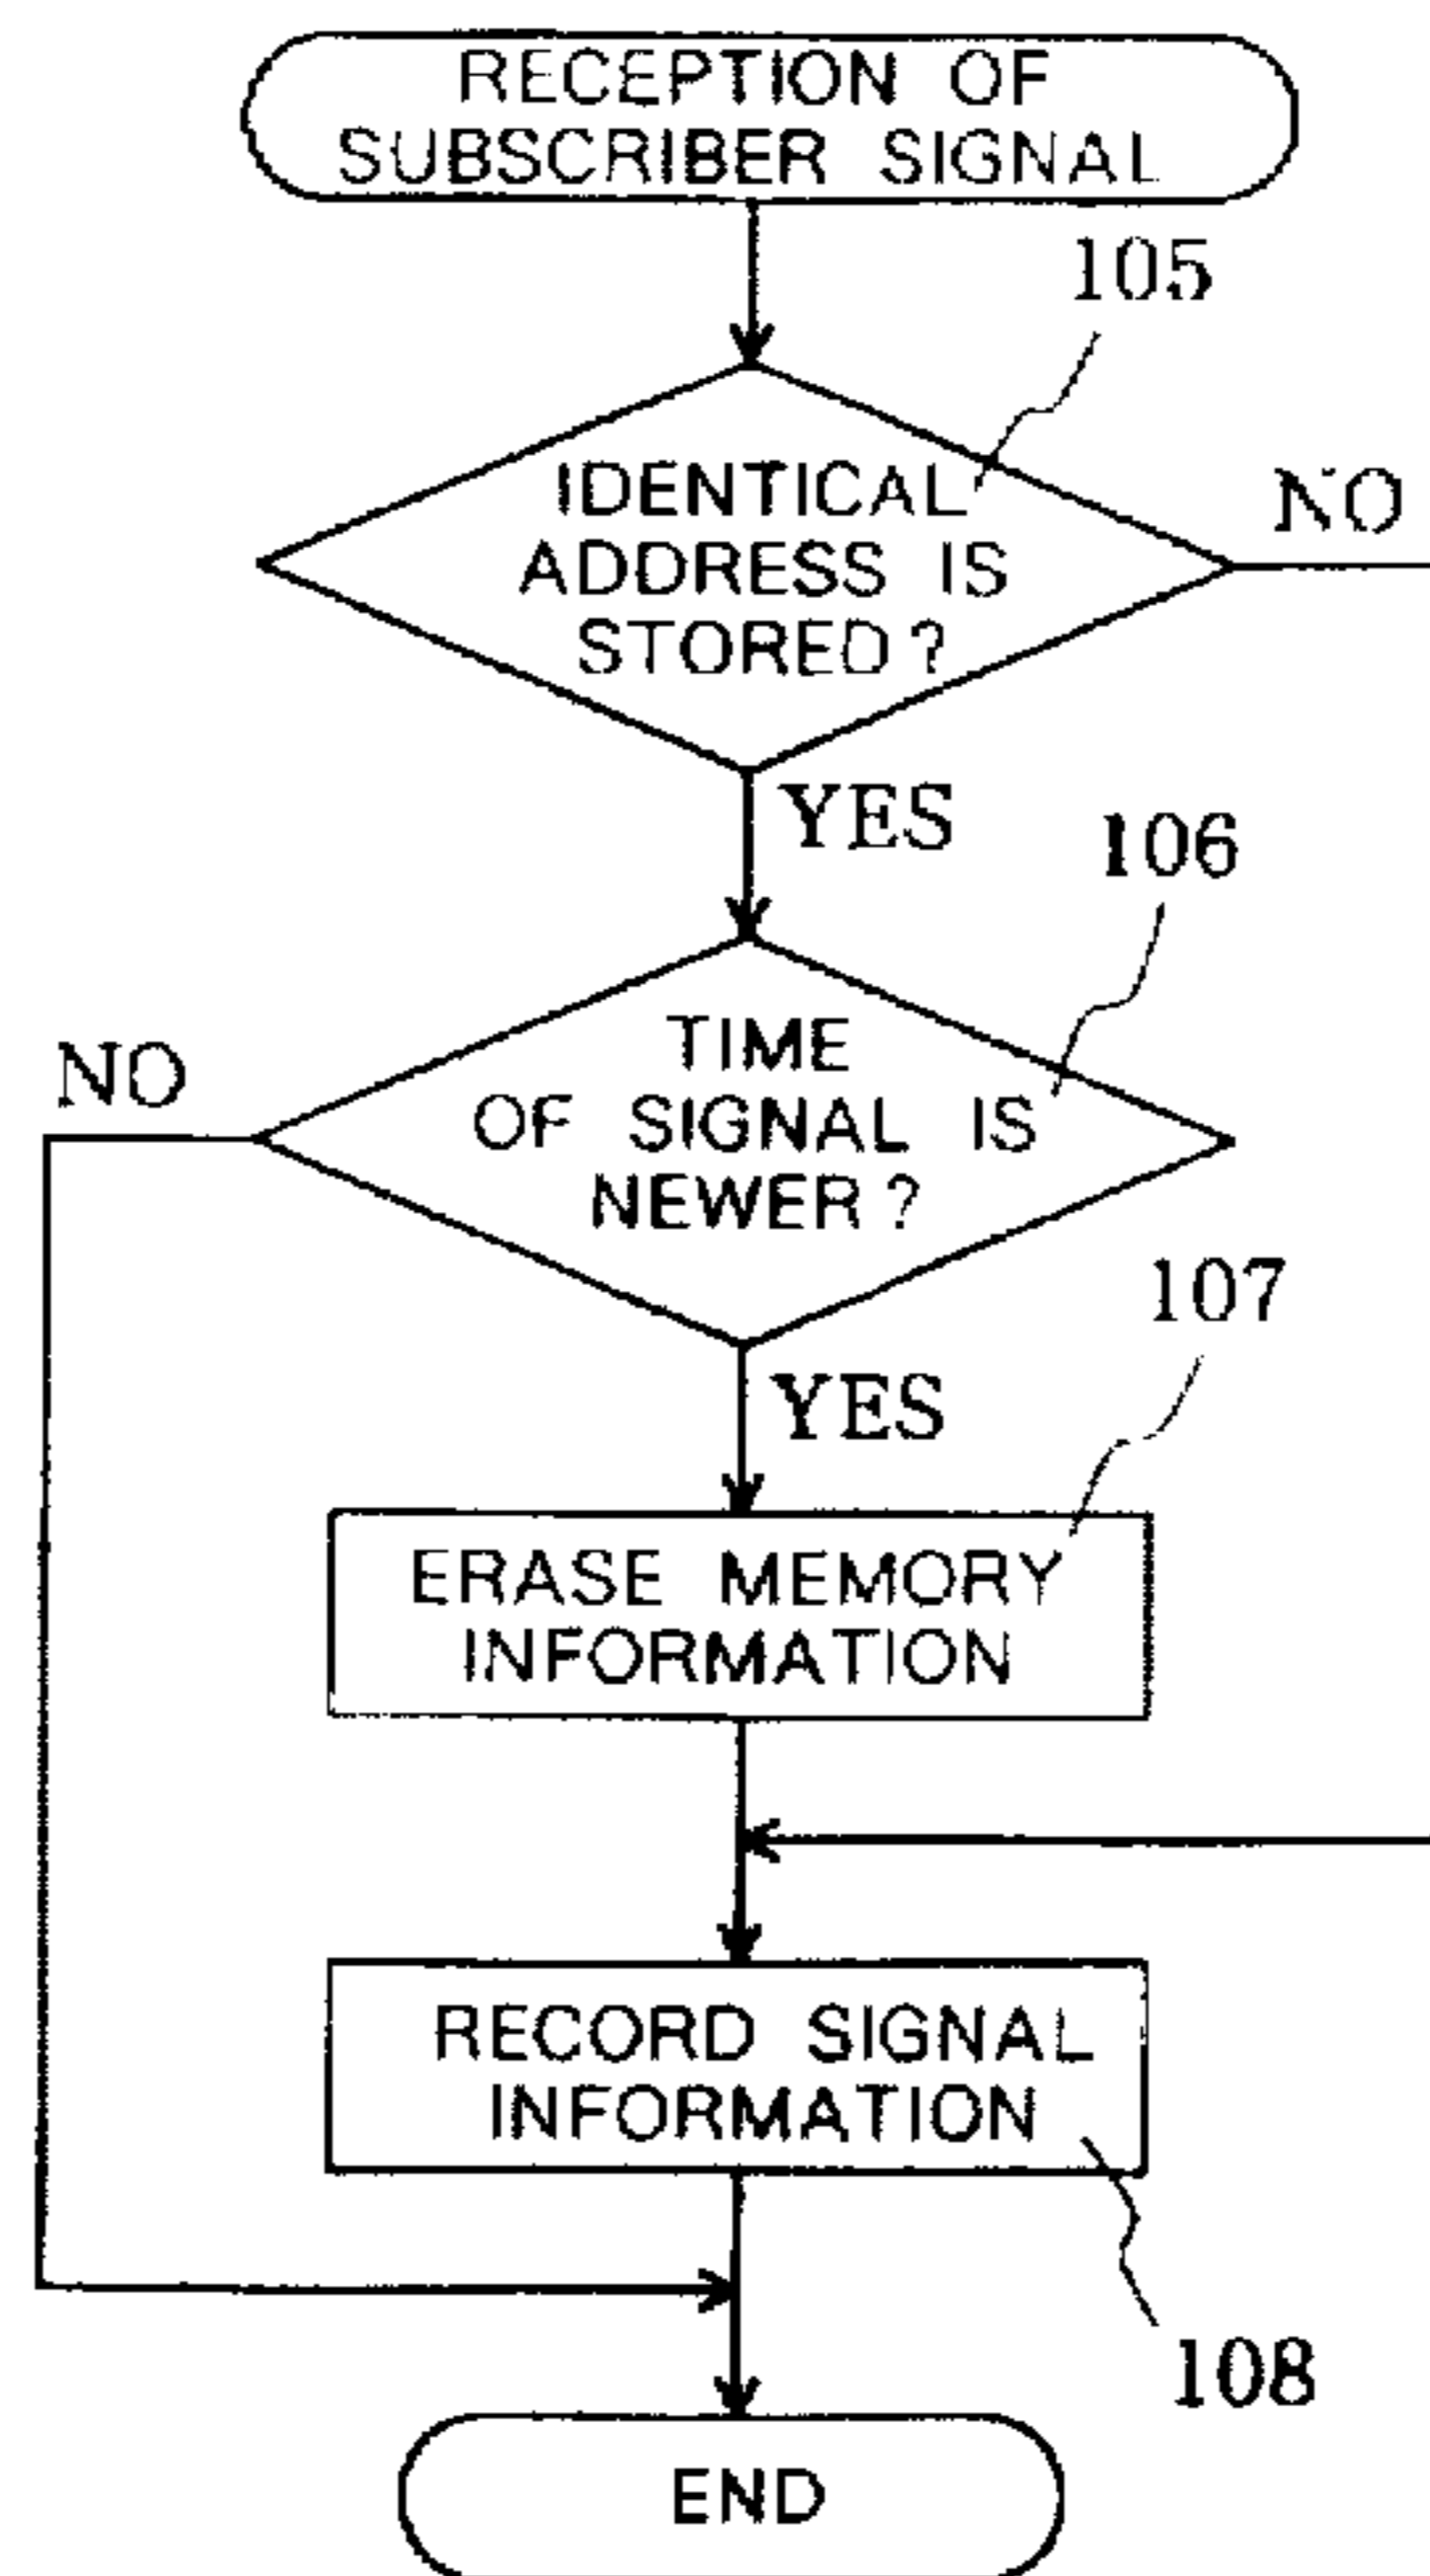 RECEPTION OF
SUBSCRIBER SIGNAL
105
IDENTICAL
ADDRESS IS
STORED?
NO
YES
106
TIME
OF SIGNAL IS
NEWER?
NO
YES
107
ERASE MEMORY
INFORMATION
RECORD SIGNAL
INFORMATION
108
END